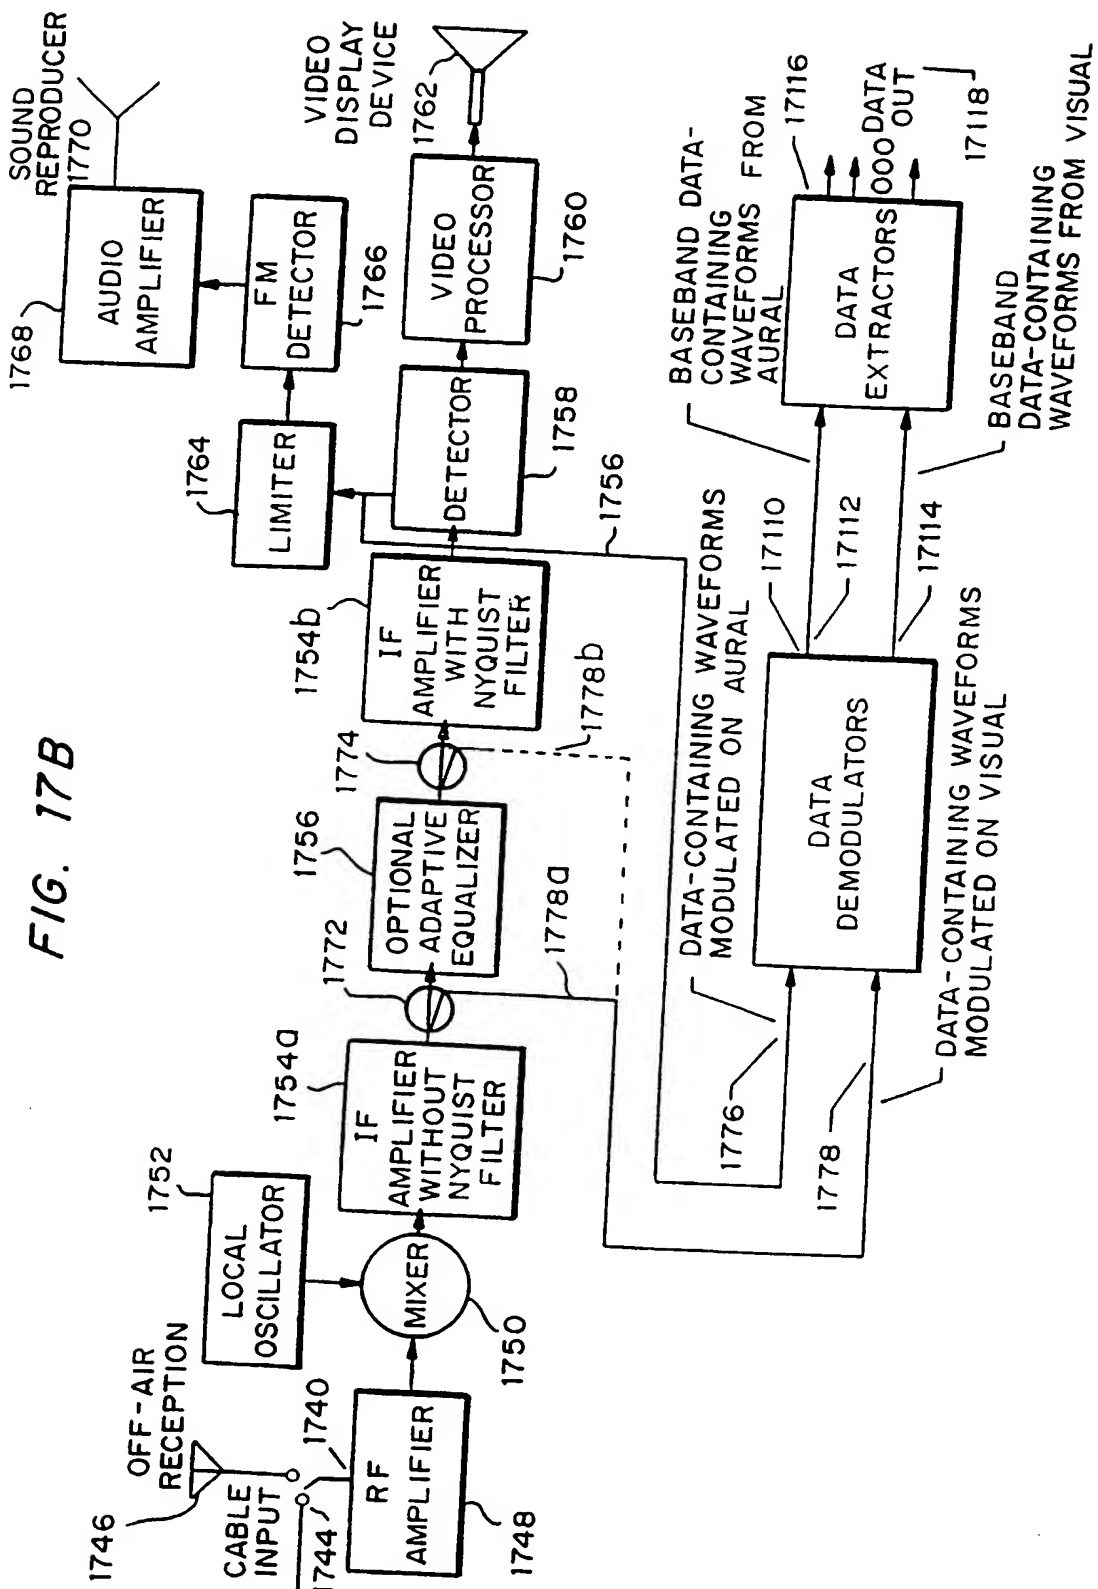 FIG. 17B
1746
OFF-AIR
RECEPTION
CABLE
INPUT
1744
1740
RF
AMPLIFIER
1748
1752
LOCAL
OSCILLATOR
MIXER
1750
1754a
IF
AMPLIFIER
WITHOUT
NYQUIST
FILTER
1772
1778a
1756
OPTIONAL
ADAPTIVE
EQUALIZER
1774
1778b
1754b
IF
AMPLIFIER
WITH
NYQUIST
FILTER
1764
LIMITER
DETECTOR
1758
1756
1768
AUDIO
AMPLIFIER
SOUND
REPRODUCER
1770
FM
DETECTOR
1766
VIDEO
PROCESSOR
1760
VIDEO
DISPLAY
DEVICE
1762
1776
DATA-CONTAINING WAVEFORMS
MODULATED ON AURAL
1778
DATA-CONTAINING WAVEFORMS
MODULATED ON VISUAL
DATA
DEMODULATORS
17110
17112
17114
BASEBAND DATA-
CONTAINING
WAVEFORMS FROM
AURAL
BASEBAND
DATA-CONTAINING
WAVEFORMS FROM VISUAL
DATA
EXTRACTORS
17116
000 DATA
OUT
17118